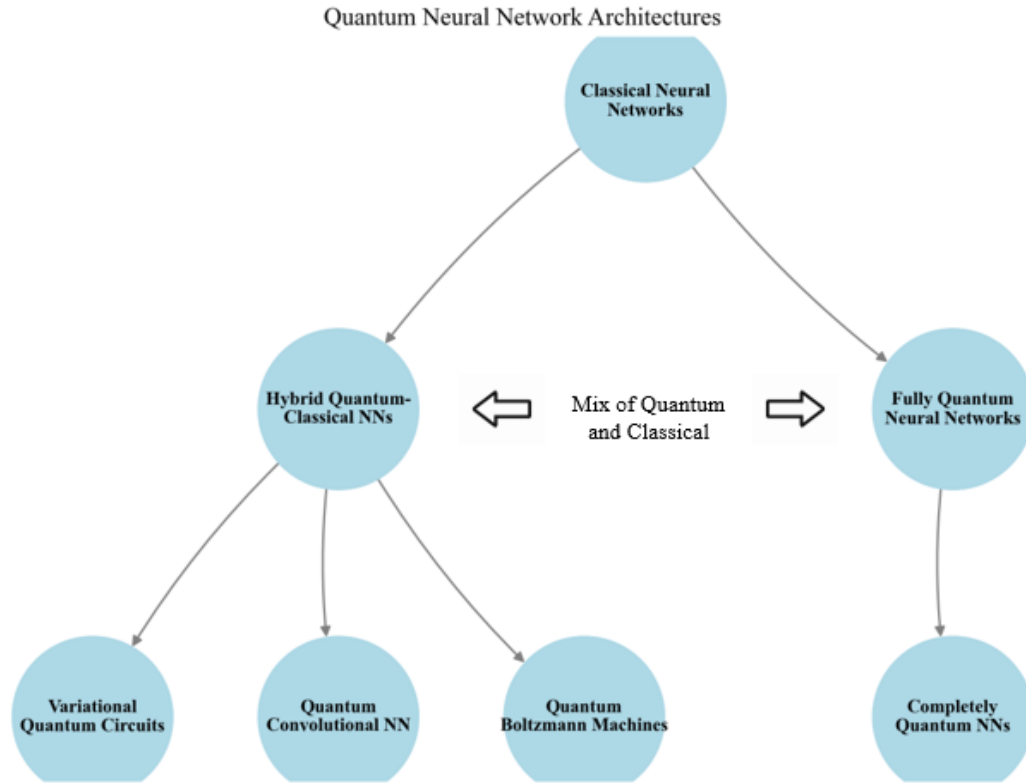 Quantum Neural Network Architectures
Classical Neural
Networks
Hybrid Quantum-
Classical NNs
Mix of Quantum
and Classical
Fully Quantum
Neural Networks
Variational
Quantum Circuits
Quantum
Convolutional NN
Quantum
Boltzmann Machines
Completely
Quantum NNs